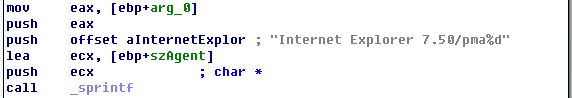 mov eax, [ebp+arg_0]
push eax
push offset aInternetExplor ; "Internet Explorer 7.50/pma%d"
lea ecx, [ebp+szAgent]
push ecx ; char *
call _sprintf